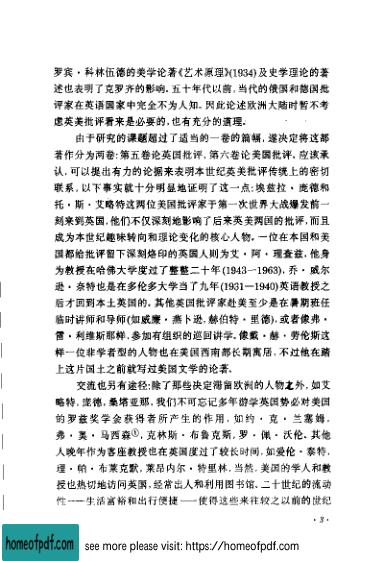 罗宾·科林伍德的美学论著《艺术原理》(1934)及史学理论的著
述也表明了克罗齐的影响。五十年代以前,当代的俄国和德国批
评家在英语国家中完全不为人知。因此论述欧洲大陆时暂不考
虑英美批评看来是必要的,也有充分的道理。
由于研究的课题超过了适当的一卷的篇幅,遂决定将这部
著作分为两卷:第五卷论英国批评,第六卷论美国批评。应该承
认,可以提出有力的论据来表明本世纪英美批评传统上的密切
联系,以下事实就十分明显地证明了这一点:埃兹拉·庞德和
托·斯·艾略特这两位美国批评家于第一次世界大战爆发前一
刻来到英国,他们不仅深刻地影响了后来英美两国的批评,而且
成为本世纪趣味转向和理论变化的核心人物。一位在本国和美
国都给批评留下深刻烙印的英国人则为艾·阿·理查兹,他身
为教授在哈佛大学度过了整整二十年(1943—1963),乔·威尔
逊·奈特也是在多伦多大学当了九年(1931—1940)英语教授之
后才回到本土英国的。其他英国批评家赴美至少是在暑期班任
临时讲师和导师(如威廉·燕卜逊,赫伯特·里德),或者像弗·
雷·利维斯那样,参加有组织的巡回讲学。像戴·赫·劳伦斯这
样一位非学者型的人物也在美国西南部长期寓居,不过他在踏
上这片国土之前就写过美国文学的论著。
交流也另有途径:除了那些决定滞留欧洲的人物之外,如艾
略特,庞德,桑塔亚那,我们不可忘记多年游学英国势必对美国
的罗兹奖学金获得者所产生的作用,如约·克·兰塞姆,
弗·奥·马西森①,克林斯·布鲁克斯,罗·佩·沃伦。其他
人晚年作为客座教授也在英国度过了较长时间,如爱伦·泰特,
理·帕·布莱克默,莱昂内尔·特里林,当然,美国的学人和教
授也热切地访问英国,经常出入和利用图书馆。二十世纪的流动
性——生活富裕和出行便捷——使得这些来往较之以前的世纪
·3·
homeofpdf.com
see more please visit: https://homeofpdf.com